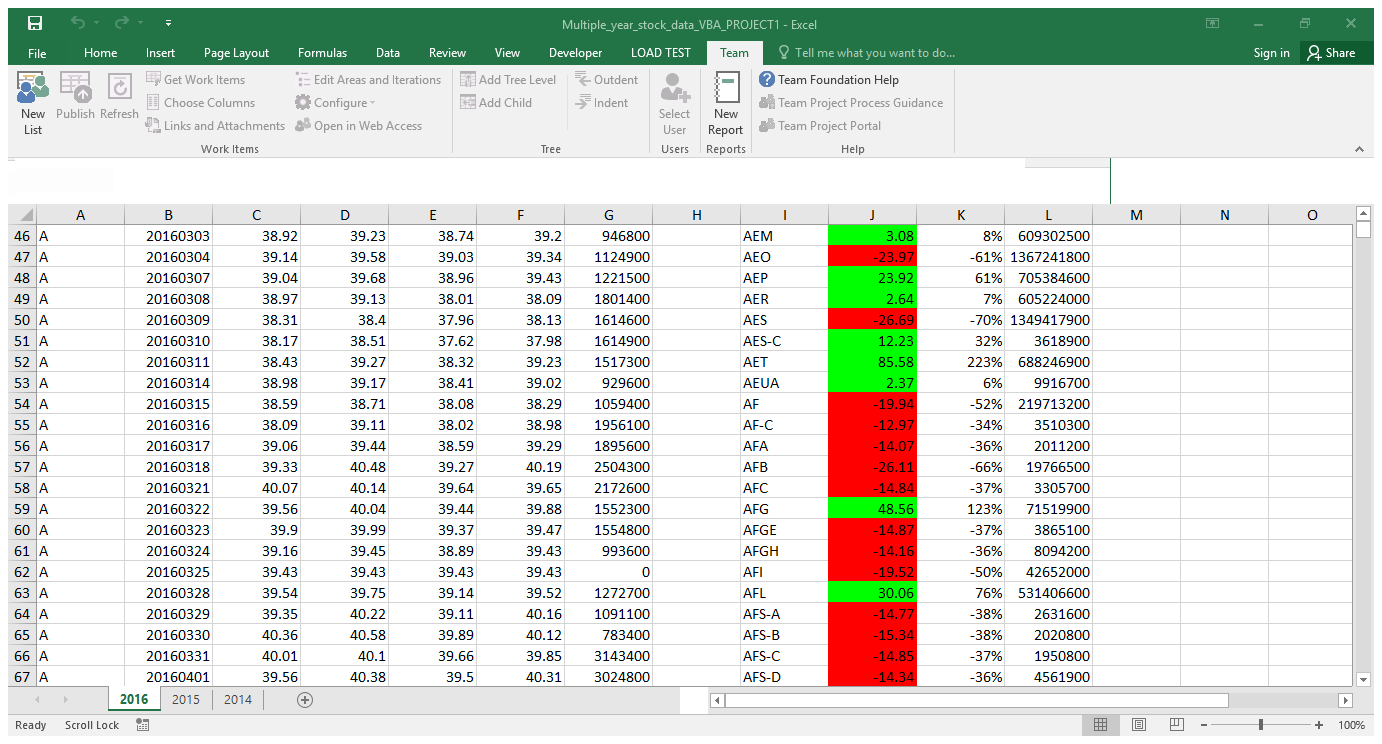 Multiple_year_stock_data_VBA_PROJECT1 - Excel
File Home Insert Page Layout Formulas Data Review View Developer LOAD TEST Team Tell me what you want to do... Sign in Share
New List Publish Refresh Get Work Items Choose Columns Links and Attachments Edit Areas and Iterations Configure Open in Web Access
Work Items
Add Tree Level Add Child Outdent Indent
Tree
Select User
Users
New Report
Reports
Team Foundation Help Team Project Process Guidance Team Project Portal
Help
A B C D E F G H I J K L M N O
46 A 20160303 38.92 39.23 38.74 39.2 946800 AEM 3.08 8% 609302500
47 A 20160304 39.14 39.58 39.03 39.34 1124900 AEO -23.97 -61% 1367241800
48 A 20160307 39.04 39.68 38.96 39.43 1221500 AEP 23.92 61% 705384600
49 A 20160308 38.97 39.13 38.01 38.09 1801400 AER 2.64 7% 605224000
50 A 20160309 38.31 38.4 37.96 38.13 1614600 AES -26.69 -70% 1349417900
51 A 20160310 38.17 38.51 37.62 37.98 1614900 AES-C 12.23 32% 3618900
52 A 20160311 38.43 39.27 38.32 39.23 1517300 AET 85.58 223% 688246900
53 A 20160314 38.98 39.17 38.41 39.02 929600 AEUA 2.37 6% 9916700
54 A 20160315 38.59 38.71 38.08 38.29 1059400 AF -19.94 -52% 219713200
55 A 20160316 38.09 39.11 38.02 38.98 1956100 AF-C -12.97 -34% 3510300
56 A 20160317 39.06 39.44 38.59 39.29 1895600 AFA -14.07 -36% 2011200
57 A 20160318 39.33 40.48 39.27 40.19 2504300 AFB -26.11 -66% 19766500
58 A 20160321 40.07 40.14 39.64 39.65 2172600 AFC -14.84 -37% 3305700
59 A 20160322 39.56 40.04 39.44 39.88 1552300 AFG 48.56 123% 71519900
60 A 20160323 39.9 39.99 39.37 39.47 1554800 AFGE -14.87 -37% 3865100
61 A 20160324 39.16 39.45 38.89 39.43 993600 AFGH -14.16 -36% 8094200
62 A 20160325 39.43 39.43 39.43 39.43 0 AFI -19.52 -50% 42652000
63 A 20160328 39.54 39.75 39.14 39.52 1272700 AFL 30.06 76% 531406600
64 A 20160329 39.35 40.22 39.11 40.16 1091100 AFS-A -14.77 -38% 2631600
65 A 20160330 40.36 40.58 39.89 40.12 783400 AFS-B -15.34 -38% 2020800
66 A 20160331 40.01 40.1 39.66 39.85 3143400 AFS-C -14.85 -37% 1950800
67 A 20160401 39.56 40.38 39.5 40.31 3024800 AFS-D -14.34 -36% 4561900
2016 2015 2014
Ready Scroll Lock 100%